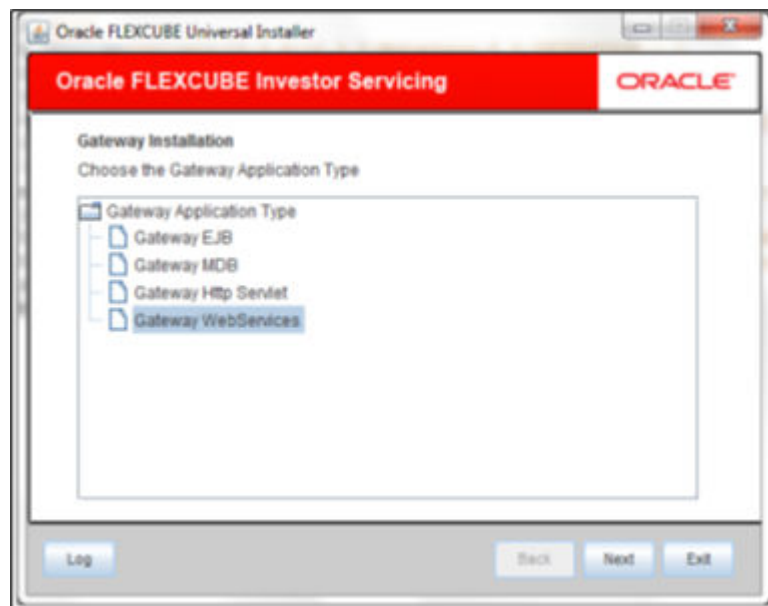 Oracle FLEXCUBE Universal Installer
Oracle FLEXCUBE Investor Servicing
ORACLE
Gateway Installation
Choose the Gateway Application Type
Gateway Application Type
Gateway EJB
Gateway MDB
Gateway Http Servlet
Gateway WebServices
Log
Back
Next
Exit